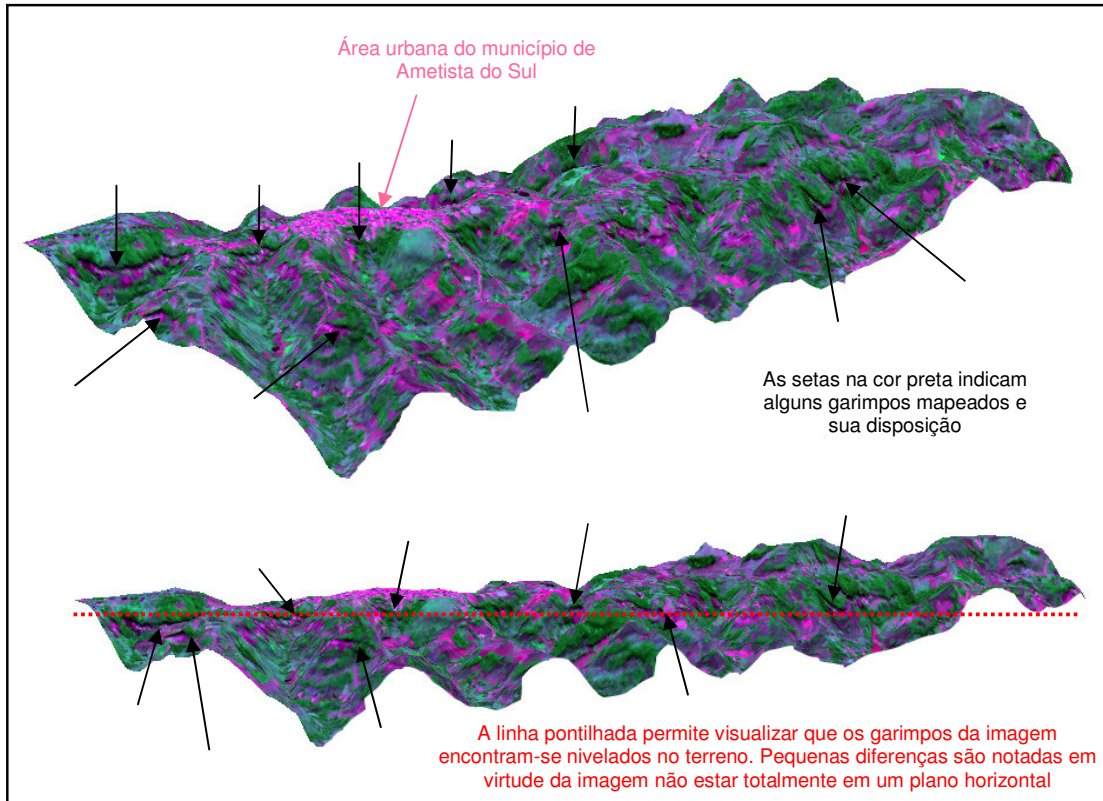 Área urbana do município de
Ametista do Sul
As setas na cor preta indicam
alguns garimpos mapeados e
sua disposição
A linha pontilhada permite visualizar que os garimpos da imagem
encontram-se nivelados no terreno. Pequenas diferenças são notadas em
virtude da imagem não estar totalmente em um plano horizontal